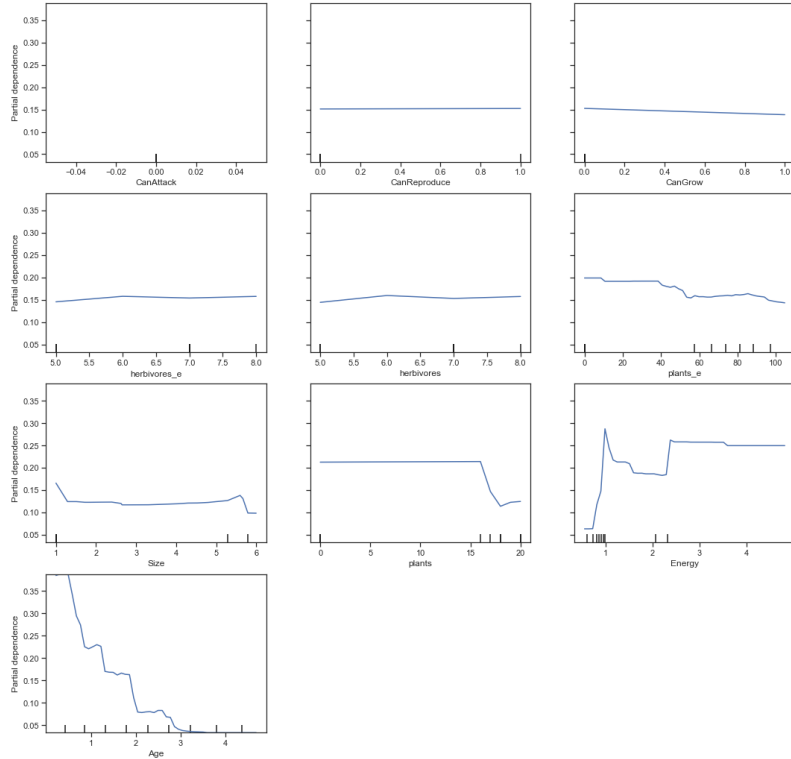 Partial dependence
0.35
0.30
0.25
0.20
0.15
0.10
0.05
−0.04 −0.02 0.00 0.02 0.04
CanAttack
0.0 0.2 0.4 0.6 0.8 1.0
CanReproduce
0.0 0.2 0.4 0.6 0.8 1.0
CanGrow
Partial dependence
0.35
0.30
0.25
0.20
0.15
0.10
0.05
5.0 5.5 6.0 6.5 7.0 7.5 8.0
herbivores_e
5.0 5.5 6.0 6.5 7.0 7.5 8.0
herbivores
0 20 40 60 80 100
plants_e
Partial dependence
0.35
0.30
0.25
0.20
0.15
0.10
0.05
1 2 3 4 5 6
Size
0 5 10 15 20
plants
1 2 3 4
Energy
Partial dependence
0.35
0.30
0.25
0.20
0.15
0.10
0.05
1 2 3 4
Age